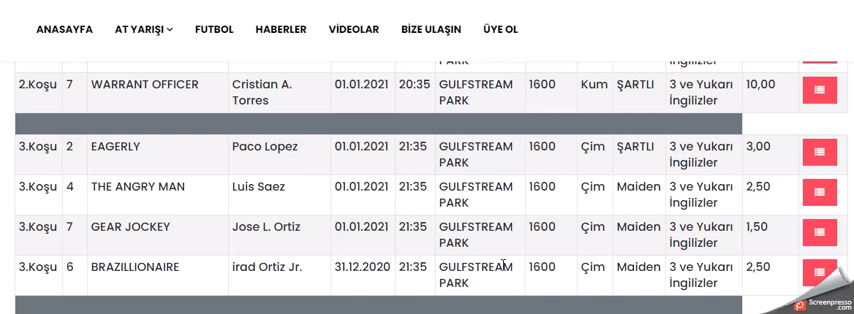 ANASAYFA AT YARIŞI FUTBOL HABERLER VİDEOLAR BİZE ULAŞIN ÜYE OL
PARK İngilizler
2.Koşu 7 WARRANT OFFICER Cristian A. Torres 01.01.2021 20:35 GULFSTREAM PARK 1600 Kum ŞARTLI 3 ve Yukarı İngilizler 10,00
3.Koşu 2 EAGERLY Paco Lopez 01.01.2021 21:35 GULFSTREAM PARK 1600 Çim ŞARTLI 3 ve Yukarı İngilizler 3,00
3.Koşu 4 THE ANGRY MAN Luis Saez 01.01.2021 21:35 GULFSTREAM PARK 1600 Çim Maiden 3 ve Yukarı İngilizler 2,50
3.Koşu 7 GEAR JOCKEY Jose L. Ortiz 01.01.2021 21:35 GULFSTREAM PARK 1600 Çim Maiden 3 ve Yukarı İngilizler 1,50
3.Koşu 6 BRAZILLIONAIRE irad Ortiz Jr. 31.12.2020 21:35 GULFSTREAM PARK 1600 Çim Maiden 3 ve Yukarı İngilizler 2,50
Screenpresso
.com